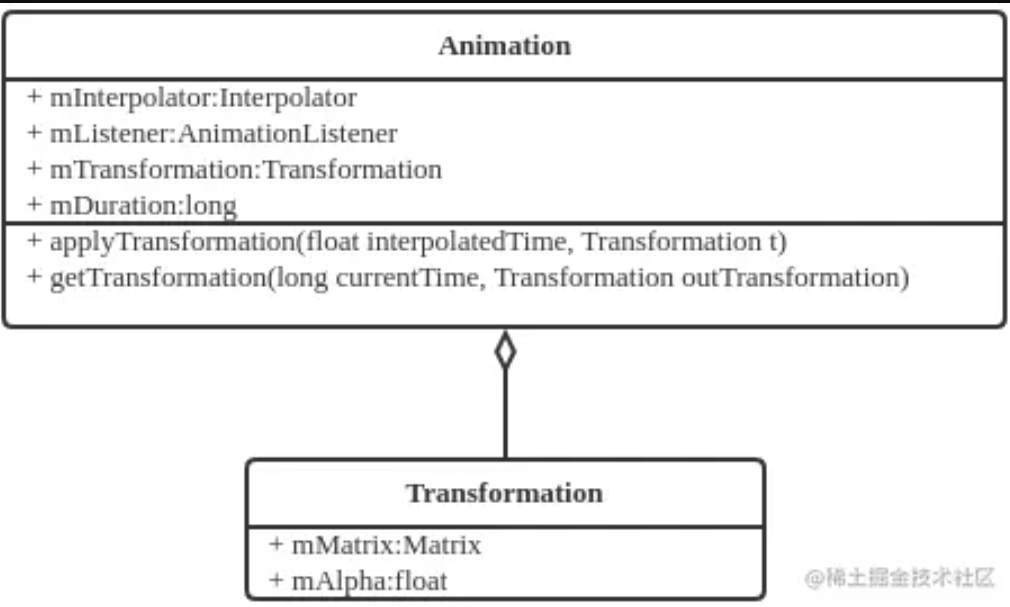 Animation
+ mInterpolator:Interpolator
+ mListener:AnimationListener
+ mTransformation:Transformation
+ mDuration:long
+ applyTransformation(float interpolatedTime, Transformation t)
+ getTransformation(long currentTime, Transformation outTransformation)
Transformation
+ mMatrix:Matrix
+ mAlpha:float
@稀土掘金技术社区